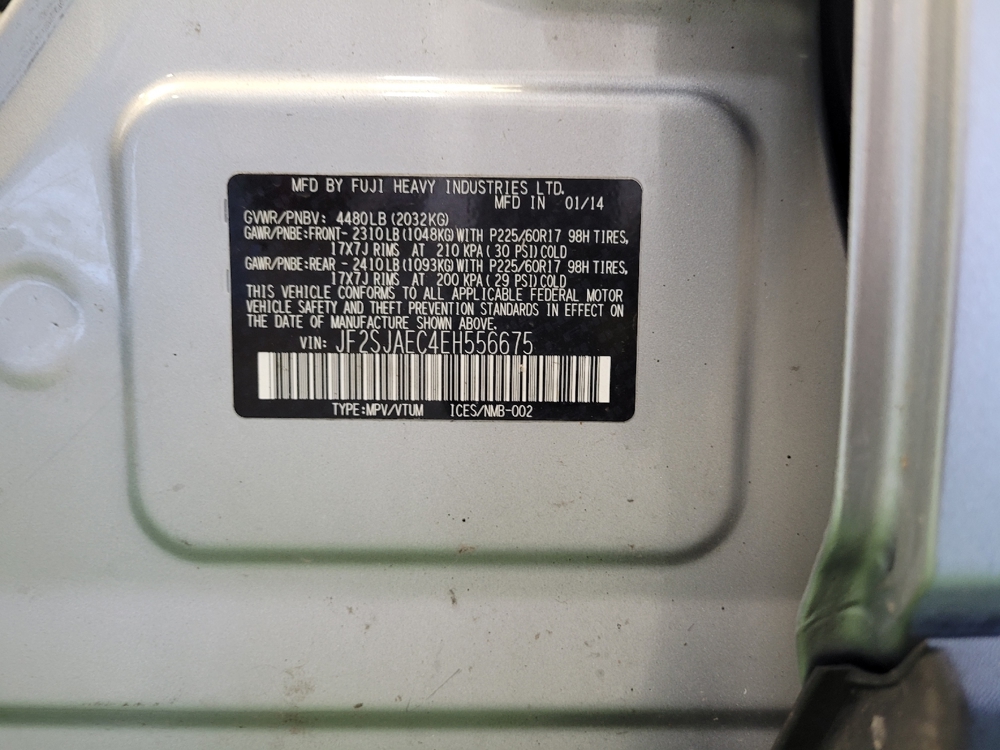 MFD BY FUJI HEAVY INDUSTRIES LTD.
MFD IN 01/14
GVWR/PNBV: 4480LB (2032KG)
GAWR/PNBE:FRONT- 2310LB(1048KG)WITH P225/60R17 98H TIRES,
17X7J RIMS AT 210 KPA( 30 PSI)COLD
GAWR/PNBE:REAR - 2410LB(1093KG)WITH P225/60R17 98H TIRES,
17X7J RIMS AT 200 KPA( 29 PSI)COLD
THIS VEHICLE CONFORMS TO ALL APPLICABLE FEDERAL MOTOR
VEHICLE SAFETY AND THEFT PREVENTION STANDARDS IN EFFECT ON
THE DATE OF MANUFACTURE SHOWN ABOVE.
VIN: JF2SJAEC4EH556675
TYPE:MPV/VTUM ICES/NMB-002